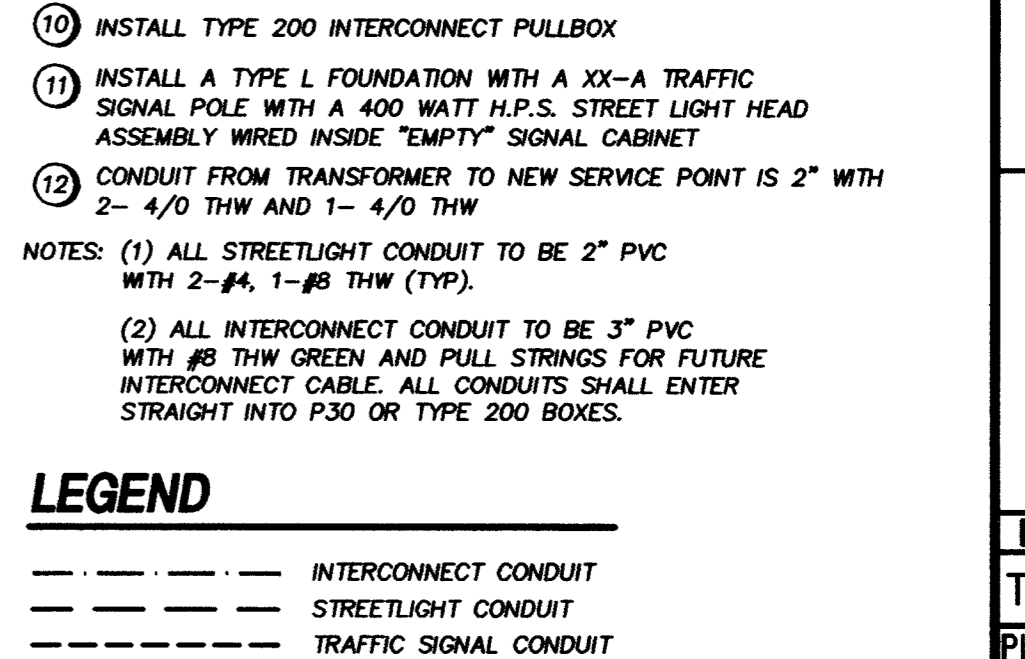 10 INSTALL TYPE 200 INTERCONNECT PULLBOX
11 INSTALL A TYPE L FOUNDATION WITH A XX-A TRAFFIC
SIGNAL POLE WITH A 400 WATT H.P.S. STREET LIGHT HEAD
ASSEMBLY WIRED INSIDE "EMPTY" SIGNAL CABINET
12 CONDUIT FROM TRANSFORMER TO NEW SERVICE POINT IS 2" WITH
2- 4/0 THW AND 1- 4/0 THW
NOTES: (1) ALL STREETLIGHT CONDUIT TO BE 2" PVC
WITH 2-#4, 1-#8 THW (TYP).
(2) ALL INTERCONNECT CONDUIT TO BE 3" PVC
WITH #8 THW GREEN AND PULL STRINGS FOR FUTURE
INTERCONNECT CABLE. ALL CONDUITS SHALL ENTER
STRAIGHT INTO P30 OR TYPE 200 BOXES.
LEGEND
INTERCONNECT CONDUIT
STREETLIGHT CONDUIT
TRAFFIC SIGNAL CONDUIT